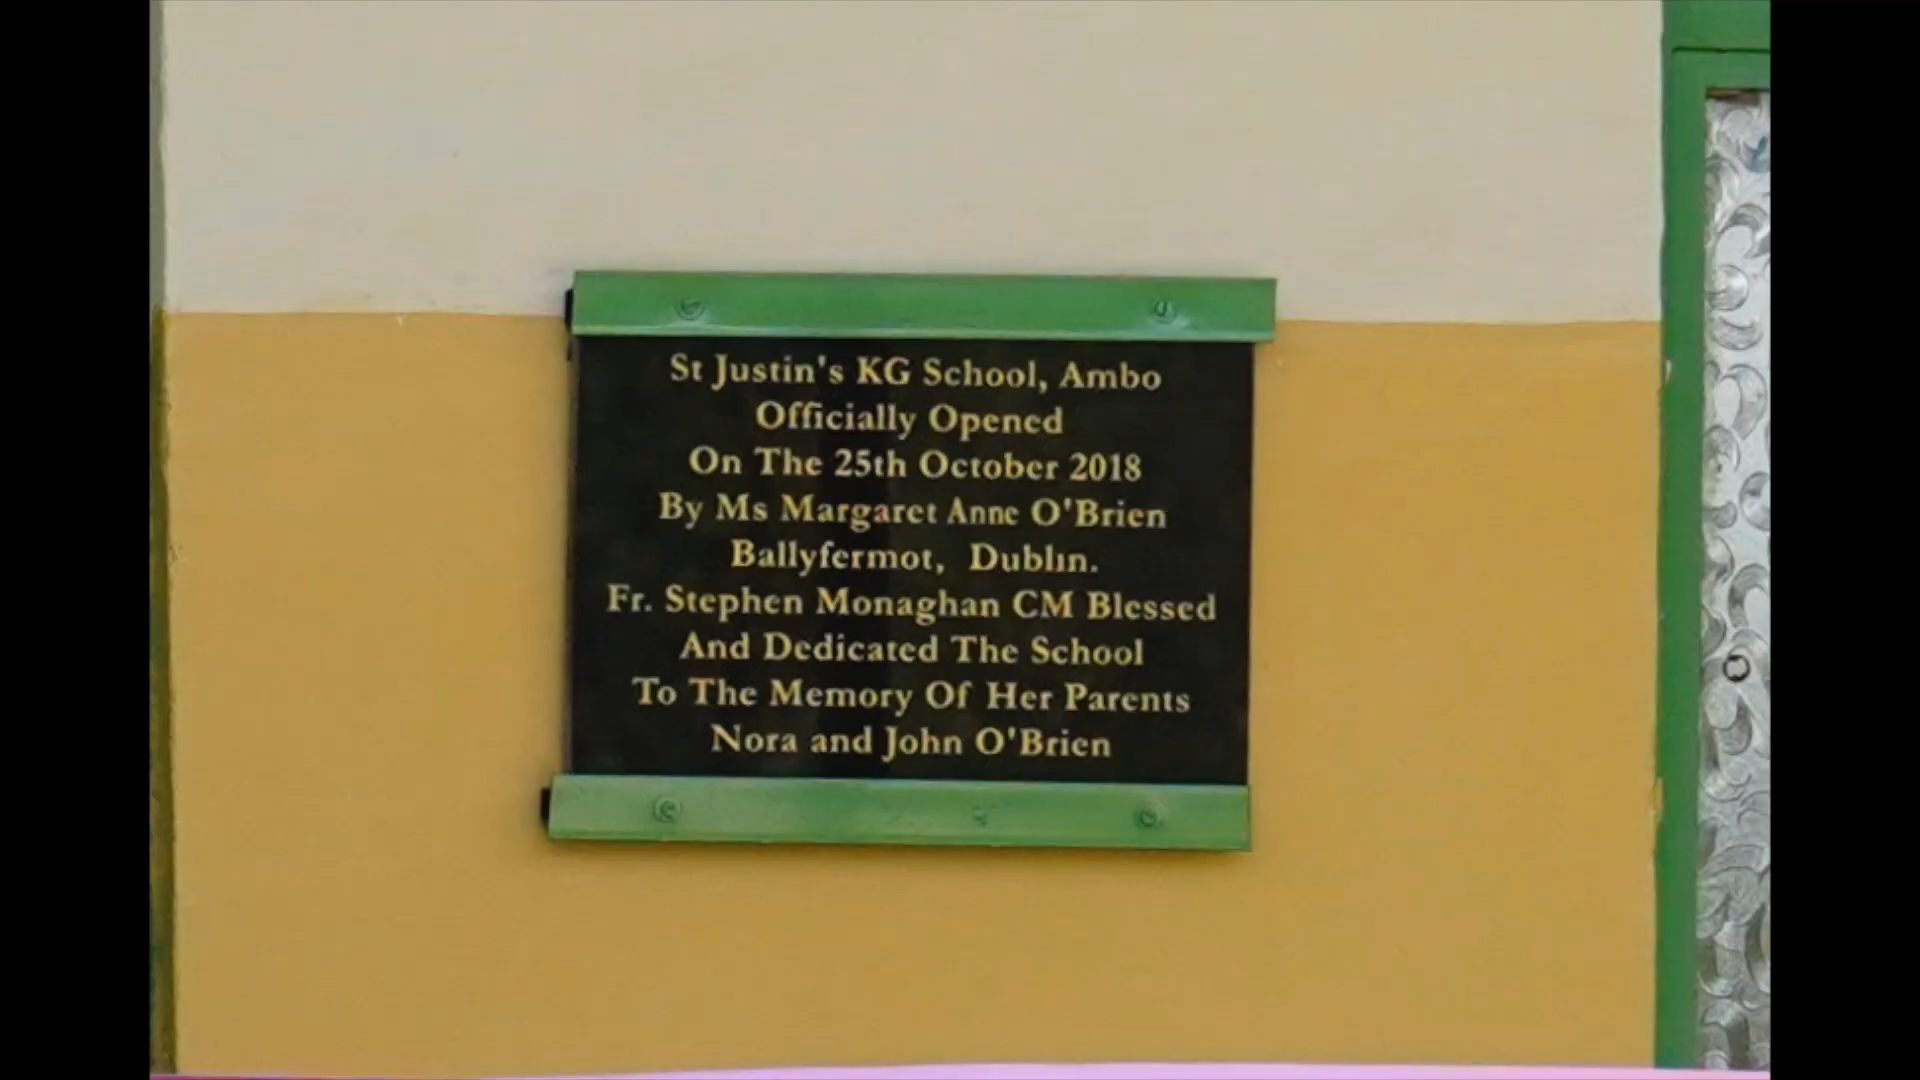 St Justin's KG School, Ambo
Officially Opened
On The 25th October 2018
By Ms Margaret Anne O'Brien
Ballyfermot, Dublin.
Fr. Stephen Monaghan CM Blessed
And Dedicated The School
To The Memory Of Her Parents
Nora and John O'Brien